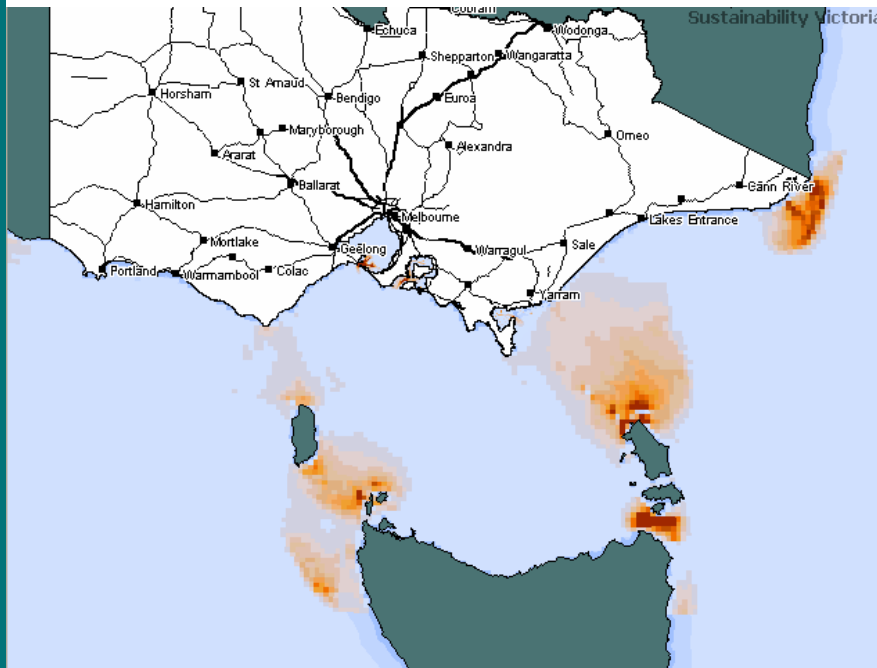 Cobram
Sustainability Victoria
Echuca
Wodonga
Shepparton
Wangaratta
St Arnaud
Horsham
Bendigo
Euroa
Maryborough
Omeo
Alexandra
Ararat
Ballarat
Cann River
Hamilton
Melbourne
Lakes Entrance
Mortlake
Geelong
Warragul
Sale
Portland
Warrnambool
Colac
Yarram